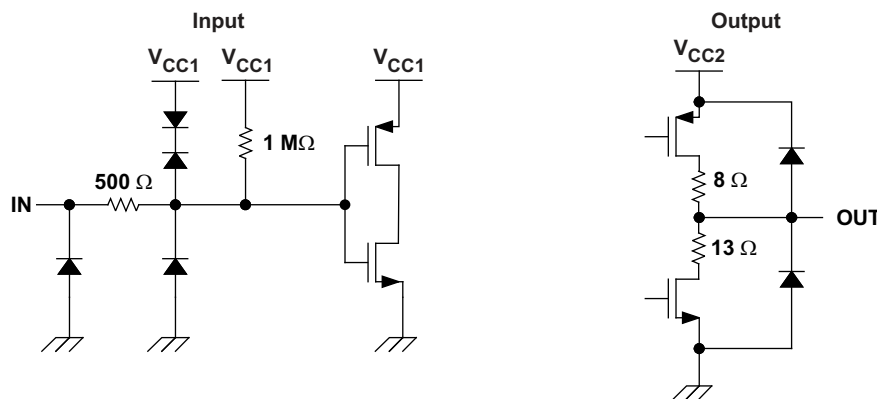 Input
Output
VCC1
VCC1
VCC1
VCC2
1 MΩ
500 Ω
IN
8 Ω
OUT
13 Ω